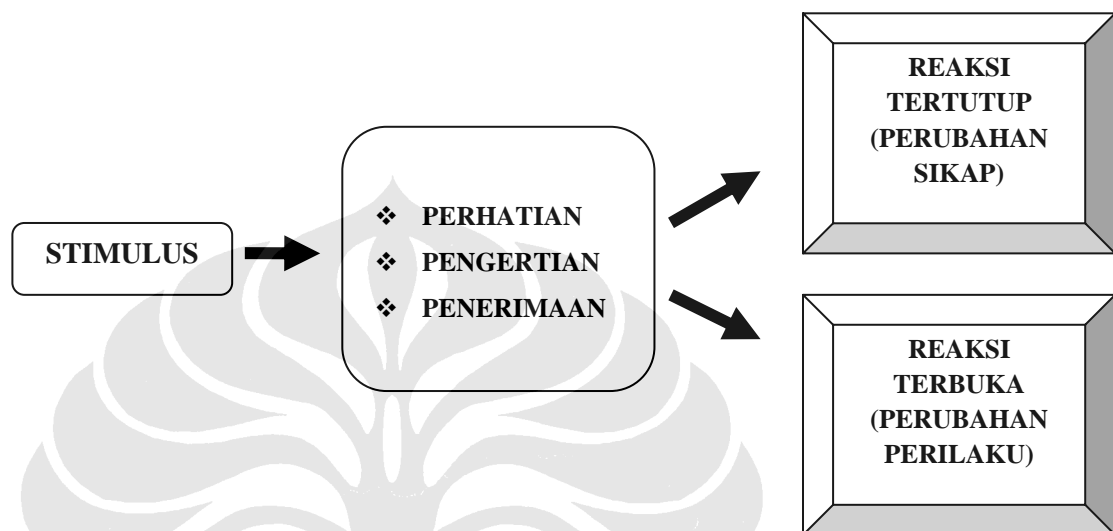 STIMULUS
❖ PERHATIAN
❖ PENGERTIAN
❖ PENERIMAAN
REAKSI
TERTUTUP
(PERUBAHAN
SIKAP)
REAKSI
TERBUKA
(PERUBAHAN
PERILAKU)